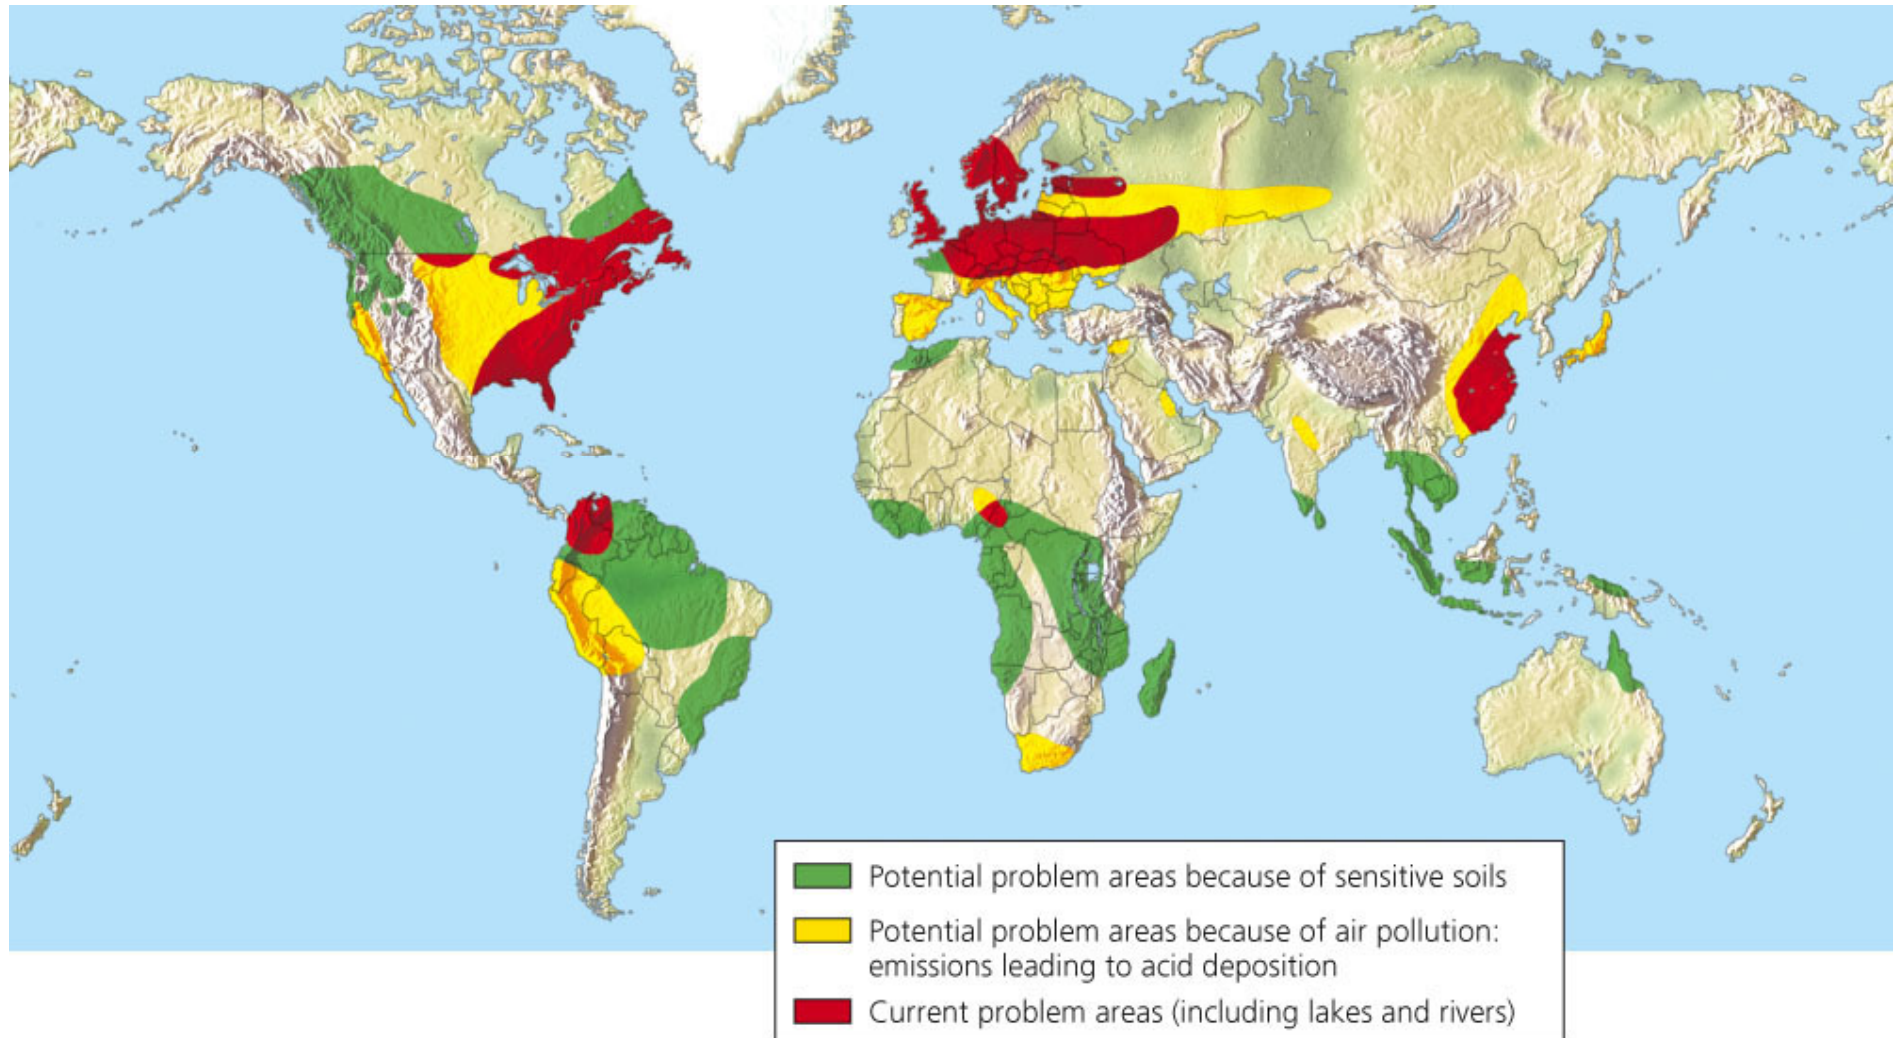 Potential problem areas because of sensitive soils
Potential problem areas because of air pollution:
emissions leading to acid deposition
Current problem areas (including lakes and rivers)